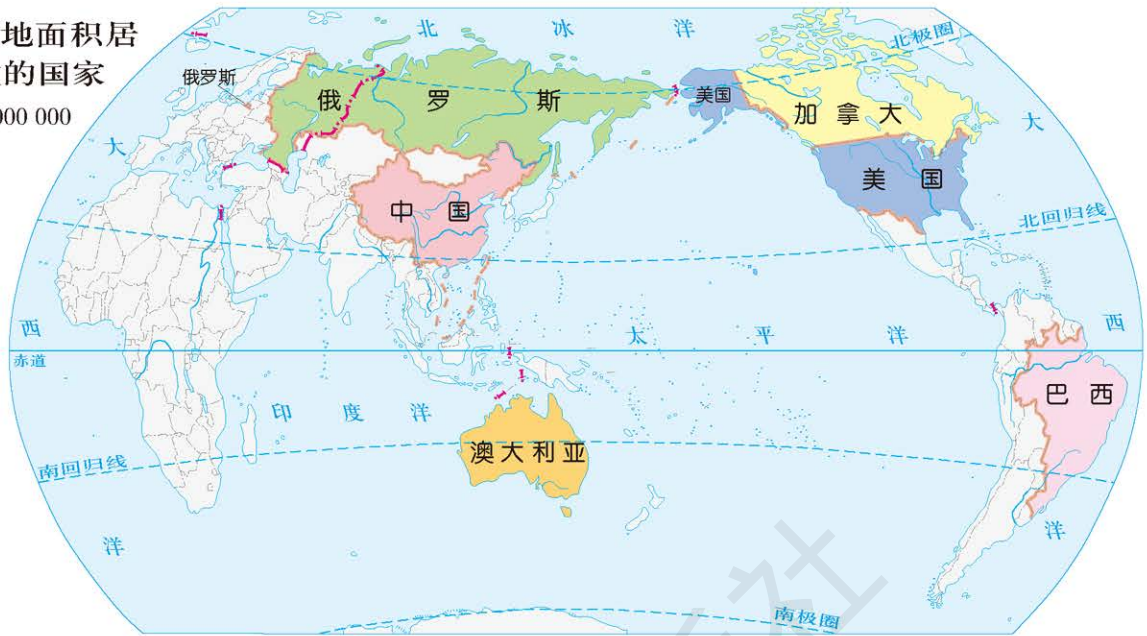 地面积居
的国家
000 000
北 冰 洋
北极圈
俄罗斯
俄 罗 斯
美国
加 拿 大
大
大
美 国
中 国
北回归线
西
太 平 洋
西
赤道
印 度 洋
巴 西
澳大利亚
南回归线
洋
洋
南极圈
社